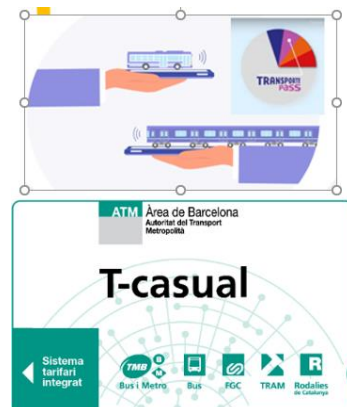 TRANSPORTE
PASS
ATM Àrea de Barcelona
Autoritat del Transport
Metropolità
T-casual
Sistema
tarifari
integrat
TMB M
Bus i Metro
Bus
FGC
TRAM
R
Rodalies
de Catalunya